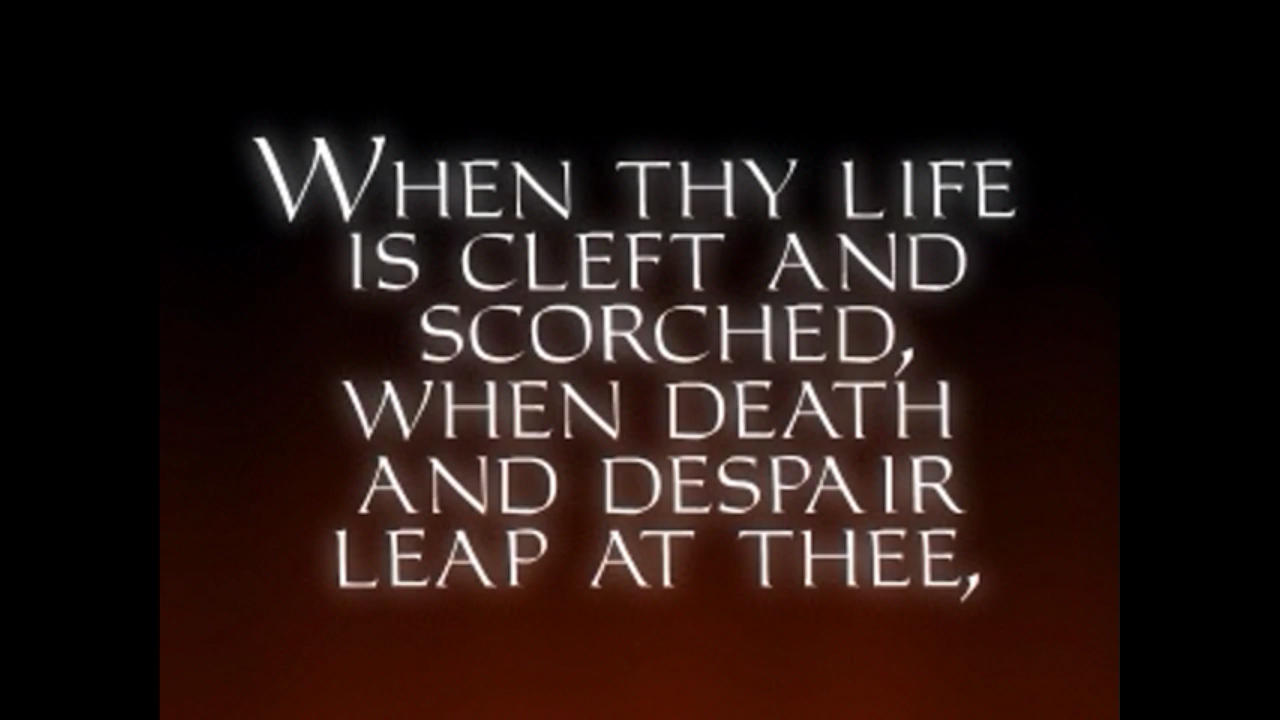 WHEN THY LIFE
IS CLEFT AND
SCORCHED,
WHEN DEATH
AND DESPAIR
LEAP AT THEE,